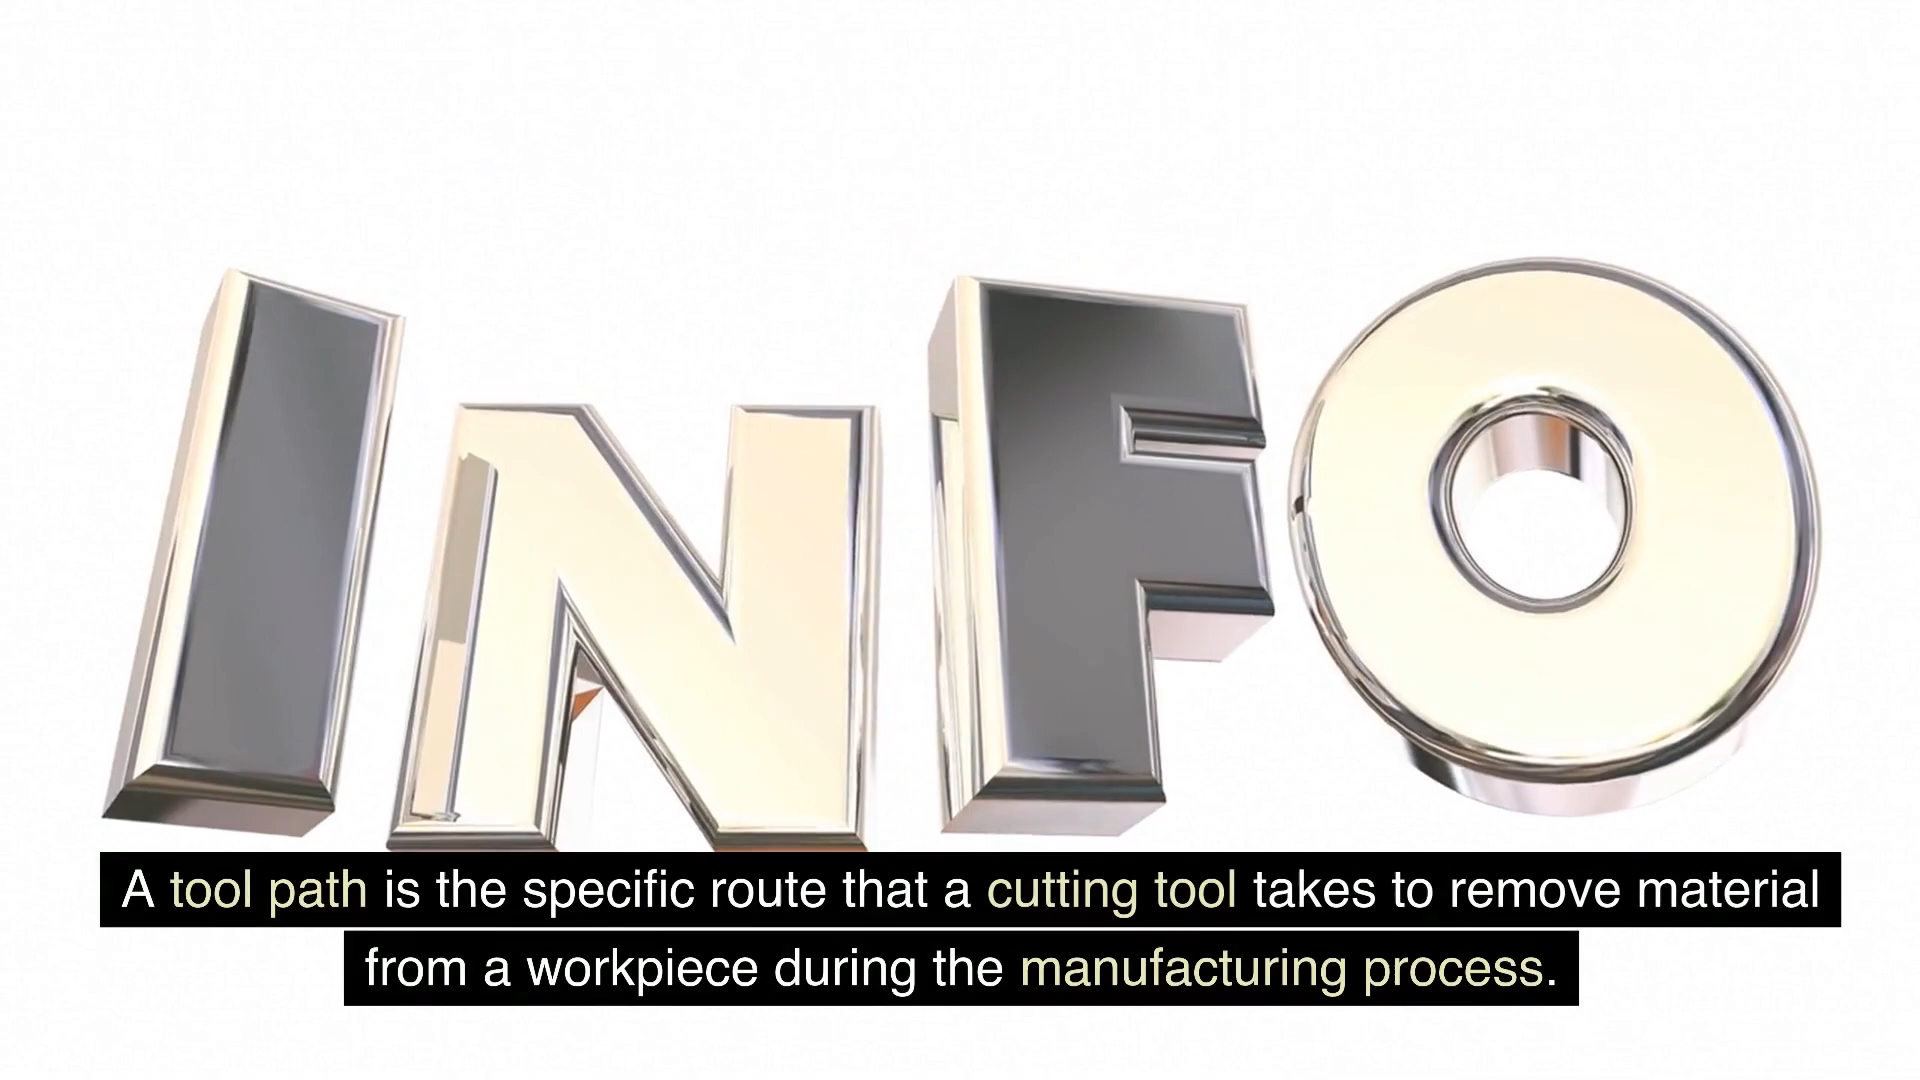 INFO
A tool path is the specific route that a cutting tool takes to remove material
from a workpiece during the manufacturing process.